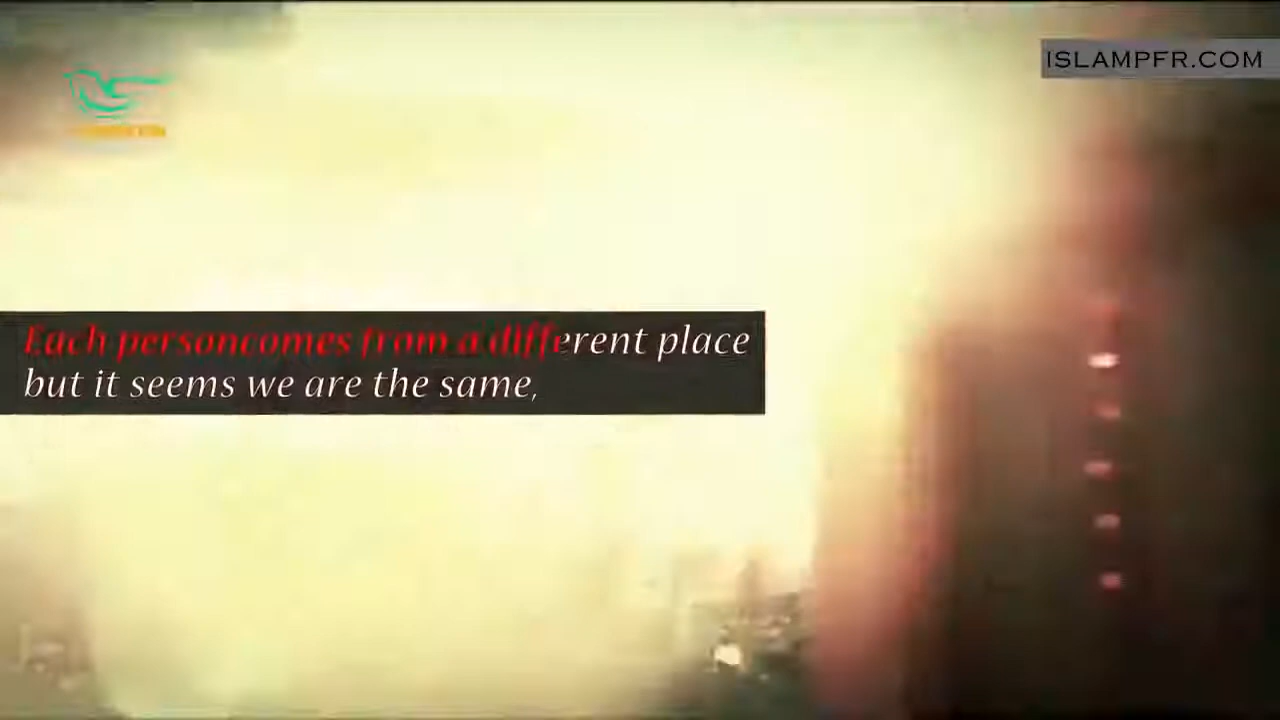 ISLAMPFR.COM
Each personcomes from a different place
but it seems we are the same,